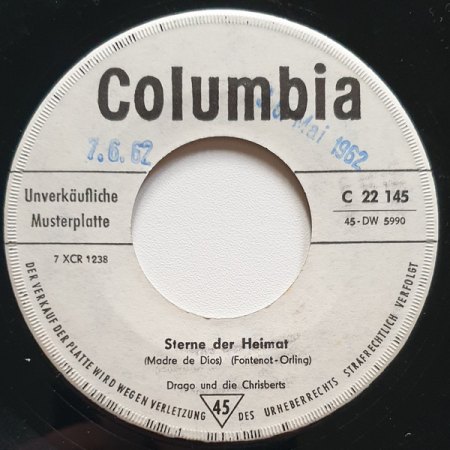 Columbia
Mai 1962
7.6.62
Unverkäufliche
Musterplatte
C 22 145
45-DW 5990
7 XCR 1238
Sterne der Heimat
(Madre de Dios) (Fontenot-Orling)
Drago und die Chrisberts
45
DER VERKAUF DER PLATTE WIRD WEGEN VERLETZUNG DES URHEBERRECHTS STRAFRECHTLICH VERFOLGT